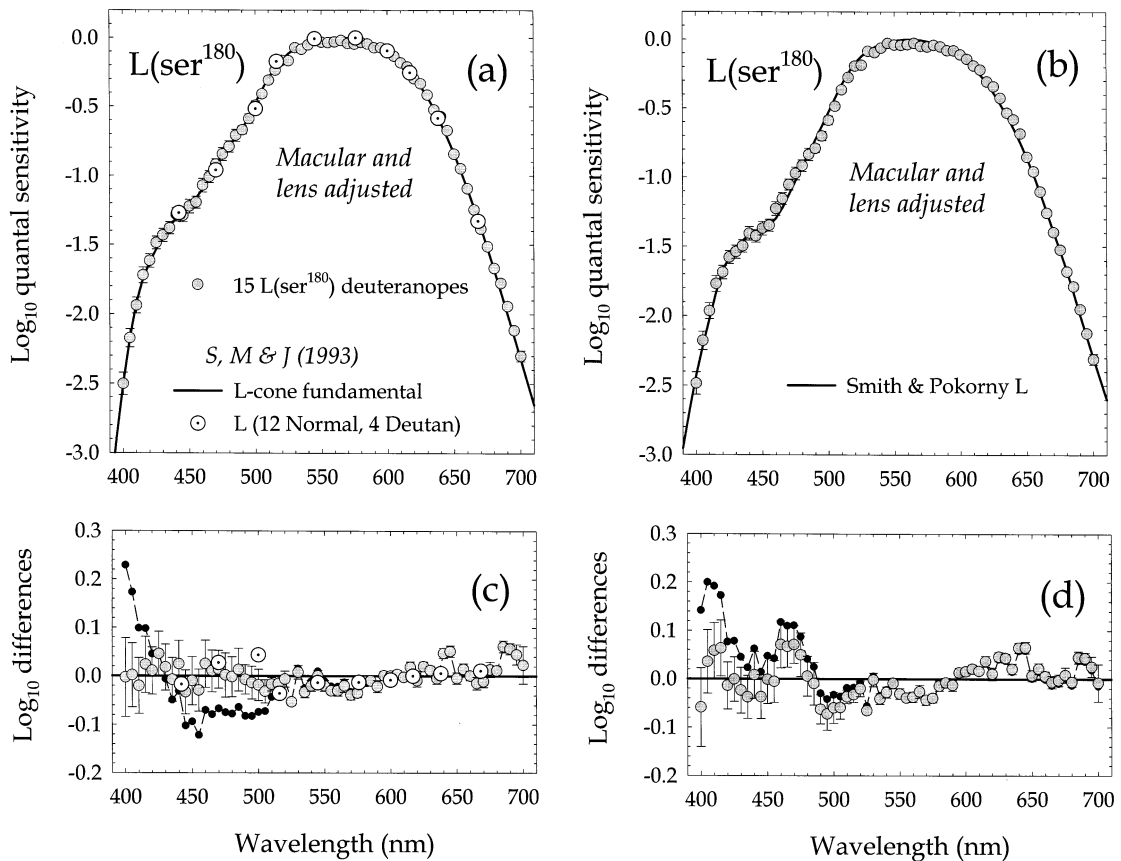 L(ser180)
(a)
Log10 quantal sensitivity
0.0
-0.5
-1.0
-1.5
-2.0
-2.5
-3.0
Macular and
lens adjusted
15 L(ser180) deuteranopes
S, M & J (1993)
L-cone fundamental
L (12 Normal, 4 Deutan)
400 450 500 550 600 650 700
L(ser180)
(b)
Log10 quantal sensitivity
0.0
-0.5
-1.0
-1.5
-2.0
-2.5
-3.0
Macular and
lens adjusted
Smith & Pokorny L
400 450 500 550 600 650 700
(c)
Log10 differences
0.3
0.2
0.1
0.0
-0.1
-0.2
400 450 500 550 600 650 700
Wavelength (nm)
(d)
Log10 differences
0.3
0.2
0.1
0.0
-0.1
-0.2
400 450 500 550 600 650 700
Wavelength (nm)